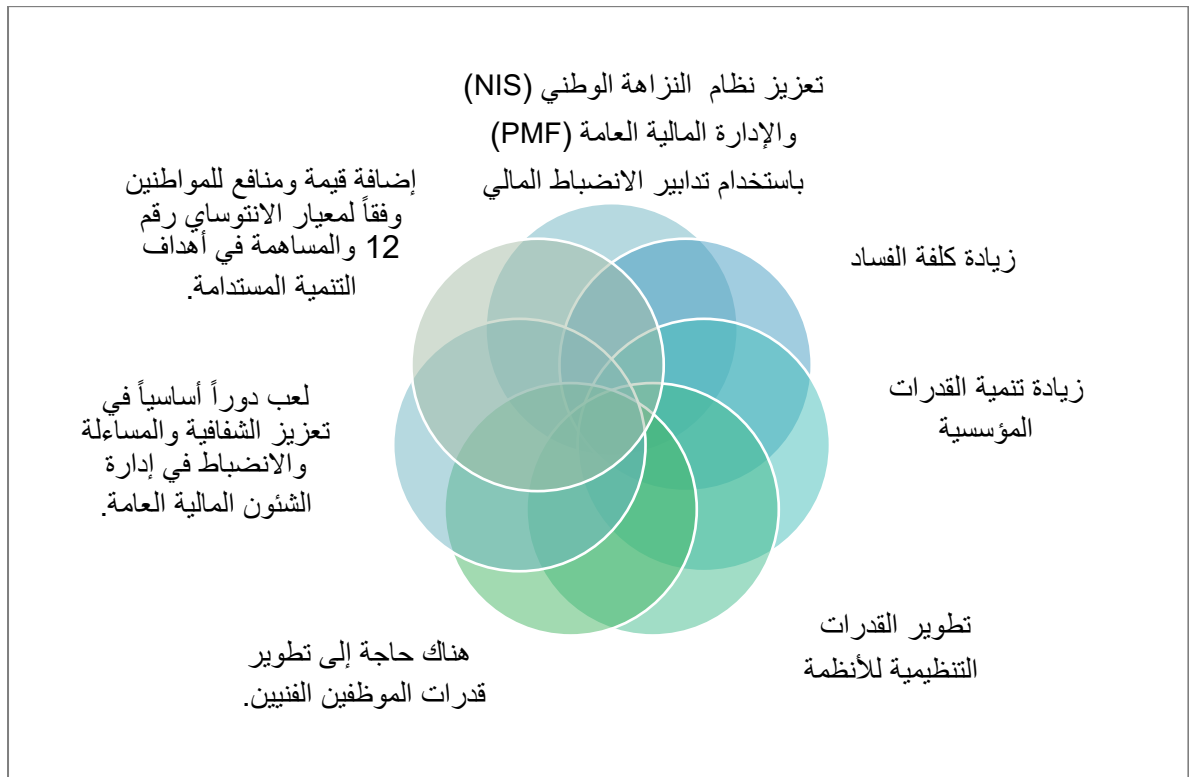 تعزيز نظام النزاهة الوطني (NIS)
والإدارة المالية العامة (PMF)
باستخدام تدابير الانضباط المالي
زيادة كلفة الفساد
زيادة تنمية القدرات
المؤسسية
تطوير القدرات
التنظيمية للأنظمة
هناك حاجة إلى تطوير
قدرات الموظفين الفنيين.
لعب دوراً أساسياً في
تعزيز الشفافية والمساءلة
والانضباط في إدارة
الشئون المالية العامة.
إضافة قيمة ومنافع للمواطنين
وفقاً لمعيار الانتوساي رقم
12 والمساهمة في أهداف
التنمية المستدامة.